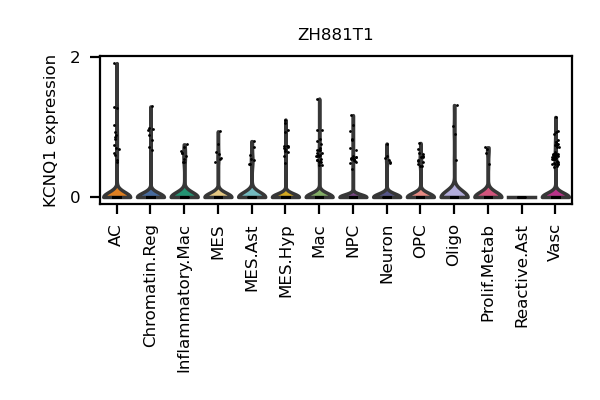 ZH881T1
KCNQ1 expression
2
0
AC
Chromatin.Reg
Inflammatory.Mac
MES
MES.Ast
MES.Hyp
Mac
NPC
Neuron
OPC
Oligo
Prolif.Metab
Reactive.Ast
Vasc